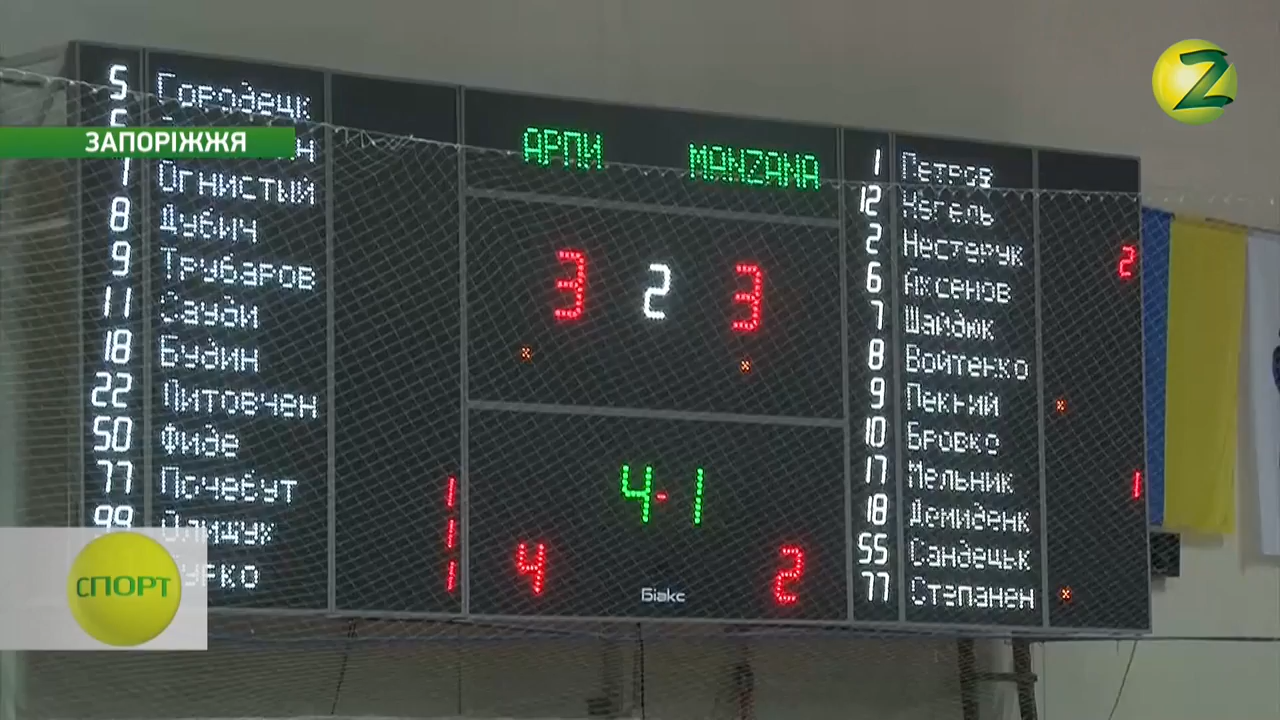 Z
ЗАПОРІЖЖЯ
5 Городецк
7 Огнистый
8 Дубич
9 Трубаров
11 Сауди
18 Будин
22 Питовчен
50 Фиде
77 Почебут 1
99 Олищук 1
1
АРПИ MANZANA
3 2 3
x x
4-1
4 2
Біакс
1 Петров
12 Кегель
2 Нестерук 2
6 Аксенов
7 Шайдюк
8 Войтенко
9 Пекний x
10 Бровко
17 Мельник 1
18 Демиденк
55 Сандецьк
77 Степанен x
СПОРТ